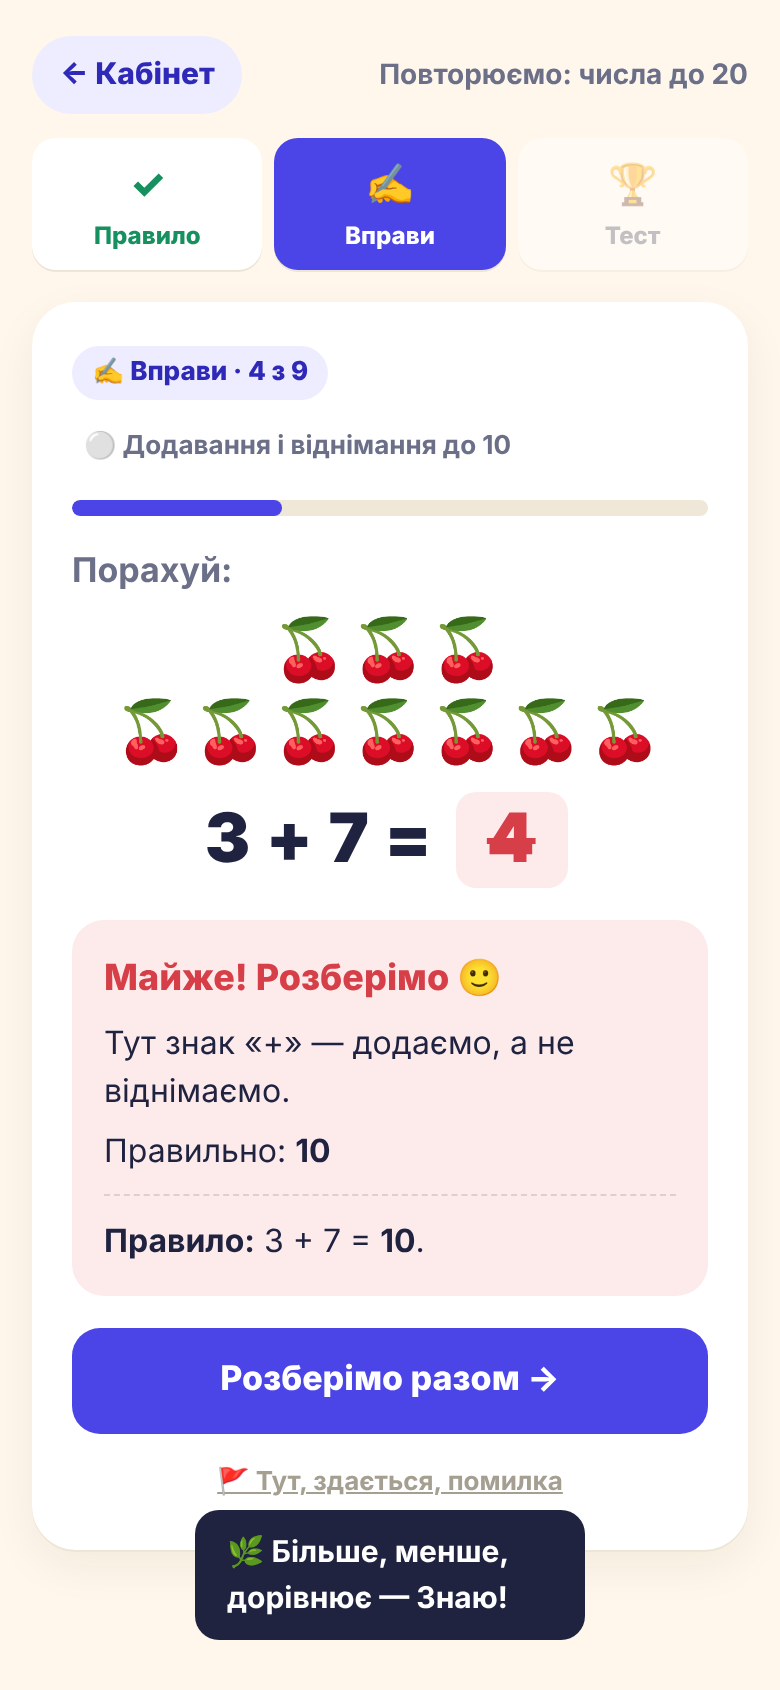 ← Кабінет
Повторюємо: числа до 20
✓
Правило
✍️
Вправи
🏆
Тест
✍️ Вправи · 4 з 9
⚪ Додавання і віднімання до 10
Порахуй:
3 + 7 = 4
Майже! Розберімо 🙂
Тут знак «+» — додаємо, а не
віднімаємо.
Правильно: 10
Правило: 3 + 7 = 10.
Розберімо разом →
🚩 Тут, здається, помилка
🌿 Більше, менше,
дорівнює — Знаю!